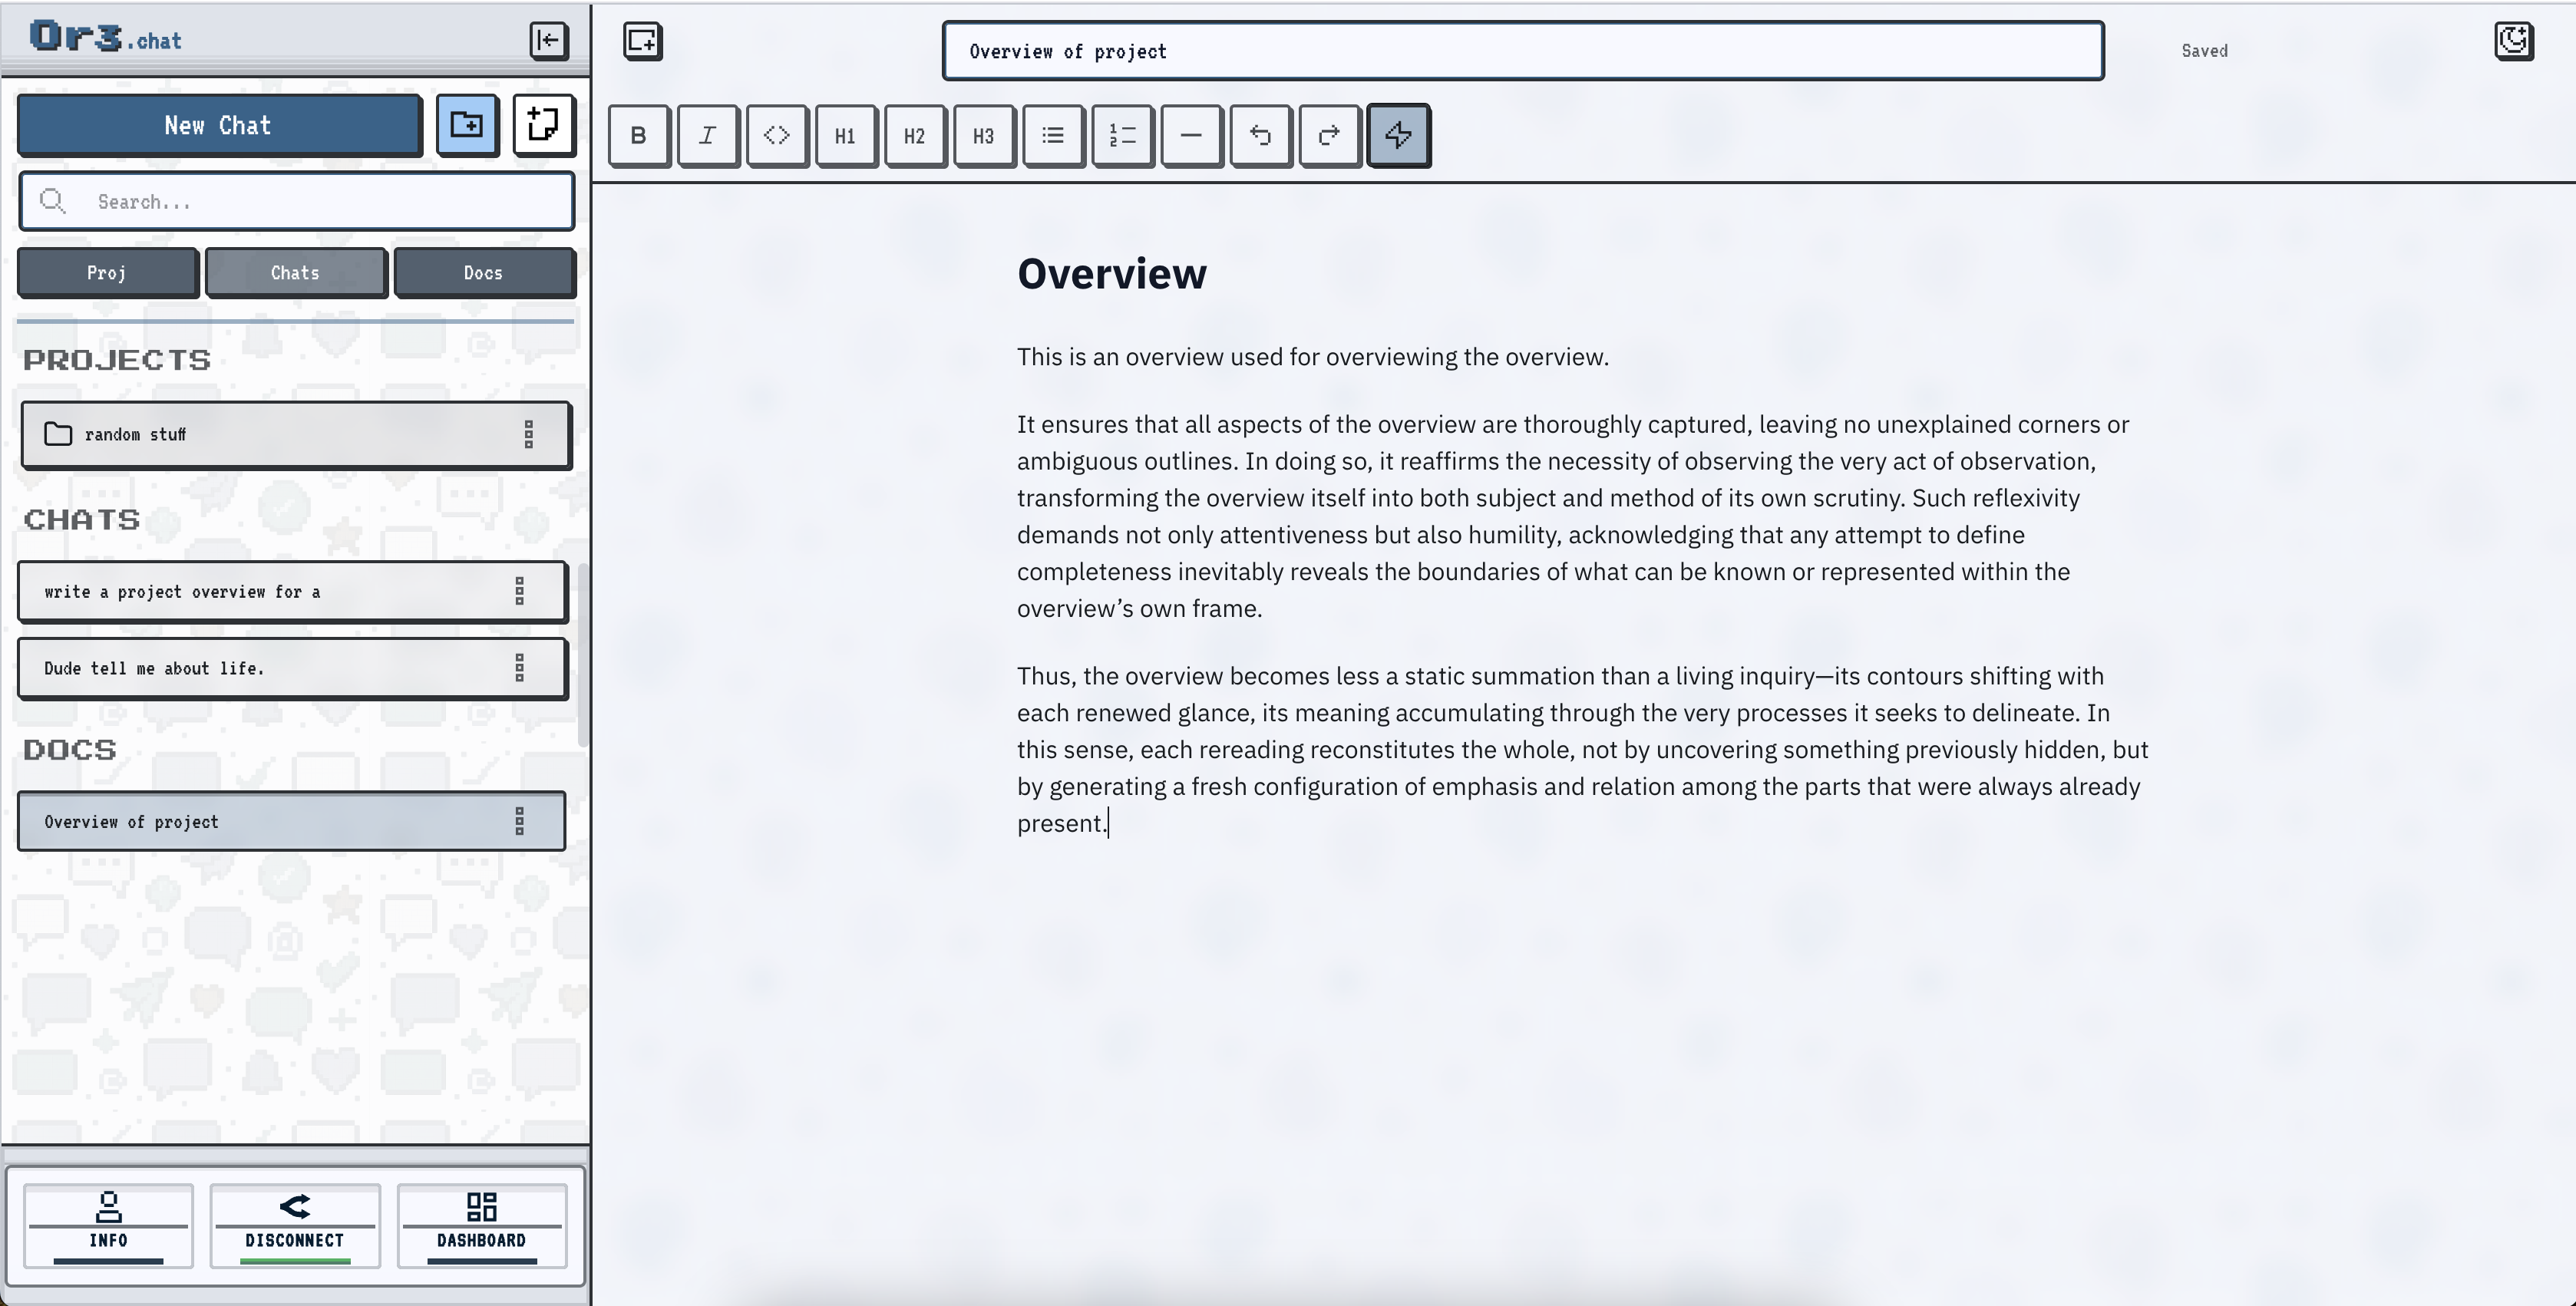 Or3.chat
New Chat
Search...
Proj
Chats
Docs
PROJECTS
random stuff
CHATS
write a project overview for a
Dude tell me about life.
DOCS
Overview of project
INFO
DISCONNECT
DASHBOARD
Overview of project
Saved
B
I
<>
H1
H2
H3
1
2
Overview
This is an overview used for overviewing the overview.
It ensures that all aspects of the overview are thoroughly captured, leaving no unexplained corners or
ambiguous outlines. In doing so, it reaffirms the necessity of observing the very act of observation,
transforming the overview itself into both subject and method of its own scrutiny. Such reflexivity
demands not only attentiveness but also humility, acknowledging that any attempt to define
completeness inevitably reveals the boundaries of what can be known or represented within the
overview’s own frame.
Thus, the overview becomes less a static summation than a living inquiry—its contours shifting with
each renewed glance, its meaning accumulating through the very processes it seeks to delineate. In
this sense, each rereading reconstitutes the whole, not by uncovering something previously hidden, but
by generating a fresh configuration of emphasis and relation among the parts that were always already
present.